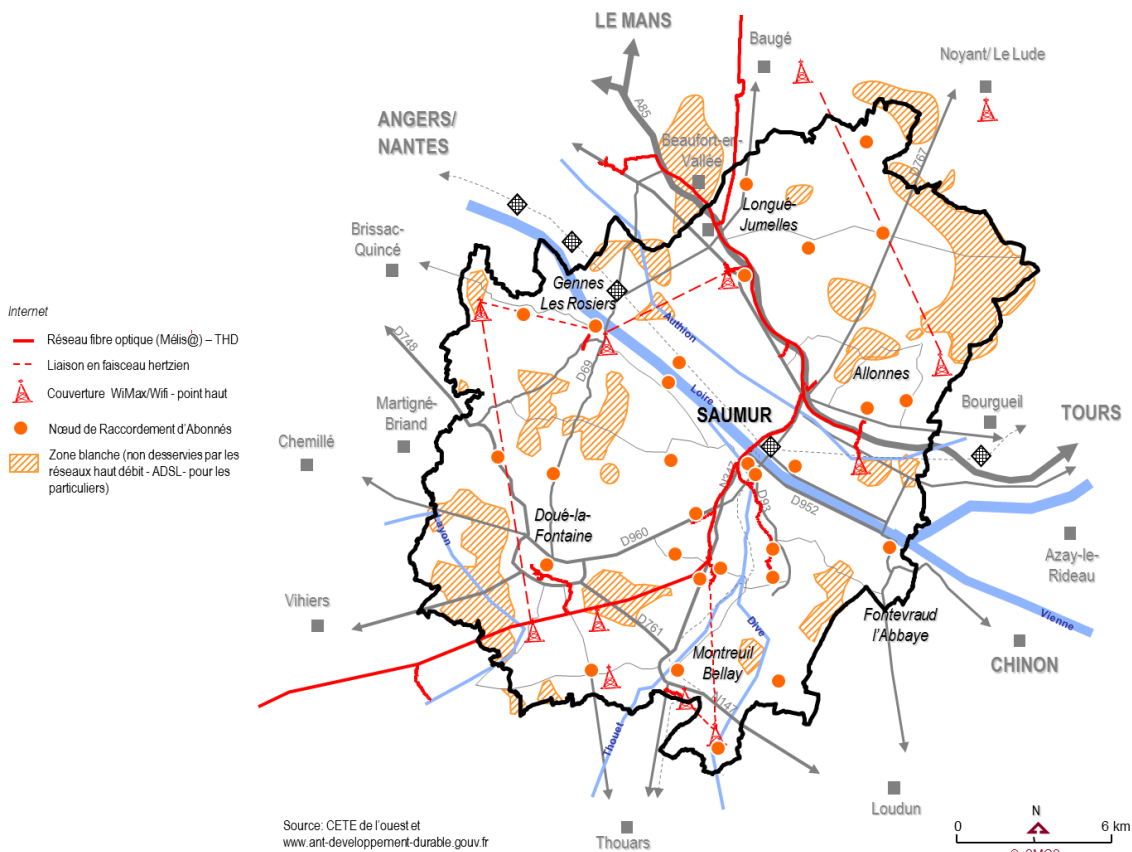 LE MANS
Baugé
Noyant/ Le Lude
ANGERS/
NANTES
A85
Beaufort-en-
Vallée
D767
Longué-
Jumelles
Brissac-
Quincé
Gennes
Les Rosiers
Internet
Réseau fibre optique (Mélis@) – THD
Liaison en faisceau hertzien
Couverture WiMax/Wifi - point haut
Nœud de Raccordement d'Abonnés
Zone blanche (non desservies par les
réseaux haut débit - ADSL- pour les
particuliers)
D748
D69
Authion
Loire
Allonnes
SAUMUR
Bourgueil
TOURS
Martigné-
Briand
Chemillé
D93
D952
Layon
Doué-la-
Fontaine
D960
Azay-le-
Rideau
Vihiers
D761
Dive
Fontevraud
l'Abbaye
Vienne
CHINON
Montreuil
Bellay
N147
Thouet
Loudun
Thouars
Source: CETE de l'ouest et
www.ant-developpement-durable.gouv.fr
N
0 6 km